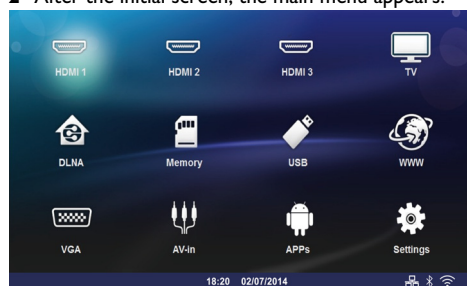 2 After the initial screen, the main menu appears.
HDMI 1 HDMI 2 HDMI 3 TV
DLNA Memory USB WWW
VGA AV-in APPs Settings
18:20 02/07/2014